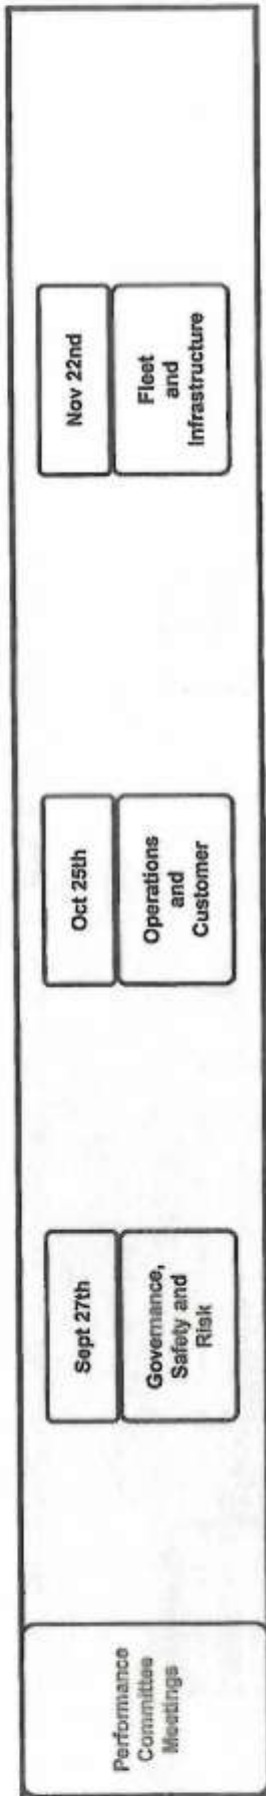 Performance
Committee
Meetings
Sept 27th
Governance,
Safety and
Risk
Oct 25th
Operations
and
Customer
Nov 22nd
Fleet
and
Infrastructure